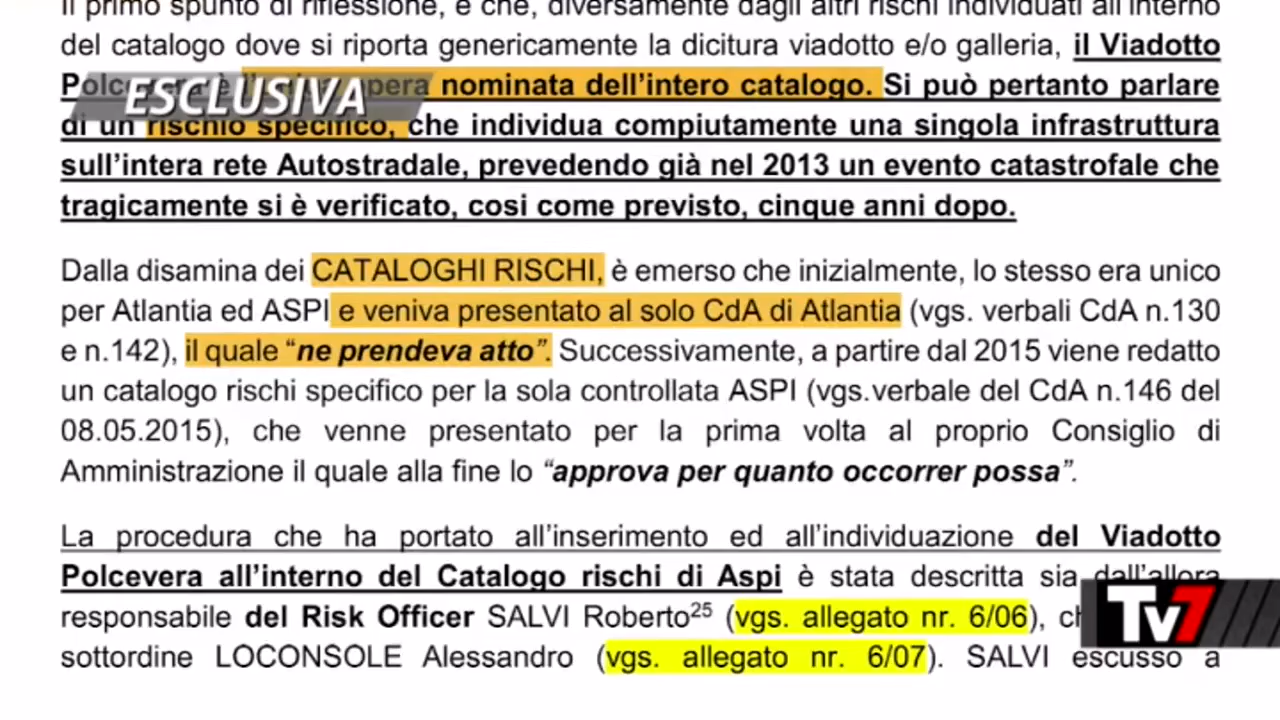 Il primo spunto di riflessione, è che, diversamente dagli altri rischi individuati all'interno
del catalogo dove si riporta genericamente la dicitura viadotto e/o galleria, il Viadotto
Polcevera è opera nominata dell'intero catalogo. Si può pertanto parlare
ESCLUSIVA
di un rischio specifico, che individua compiutamente una singola infrastruttura
sull'intera rete Autostradale, prevedendo già nel 2013 un evento catastrofale che
tragicamente si è verificato, cosi come previsto, cinque anni dopo.
Dalla disamina dei CATALOGHI RISCHI, è emerso che inizialmente, lo stesso era unico
per Atlantia ed ASPI e veniva presentato al solo CdA di Atlantia (vgs. verbali CdA n.130
e n.142), il quale "ne prendeva atto". Successivamente, a partire dal 2015 viene redatto
un catalogo rischi specifico per la sola controllata ASPI (vgs.verbale del CdA n.146 del
08.05.2015), che venne presentato per la prima volta al proprio Consiglio di
Amministrazione il quale alla fine lo "approva per quanto occorrer possa".
La procedura che ha portato all'inserimento ed all'individuazione del Viadotto
Polcevera all'interno del Catalogo rischi di Aspi è stata descritta sia dall'allora
responsabile del Risk Officer SALVI Roberto25 (vgs. allegato nr. 6/06),
Tv7
sottordine LOCONSOLE Alessandro (vgs. allegato nr. 6/07). SALVI escusso a